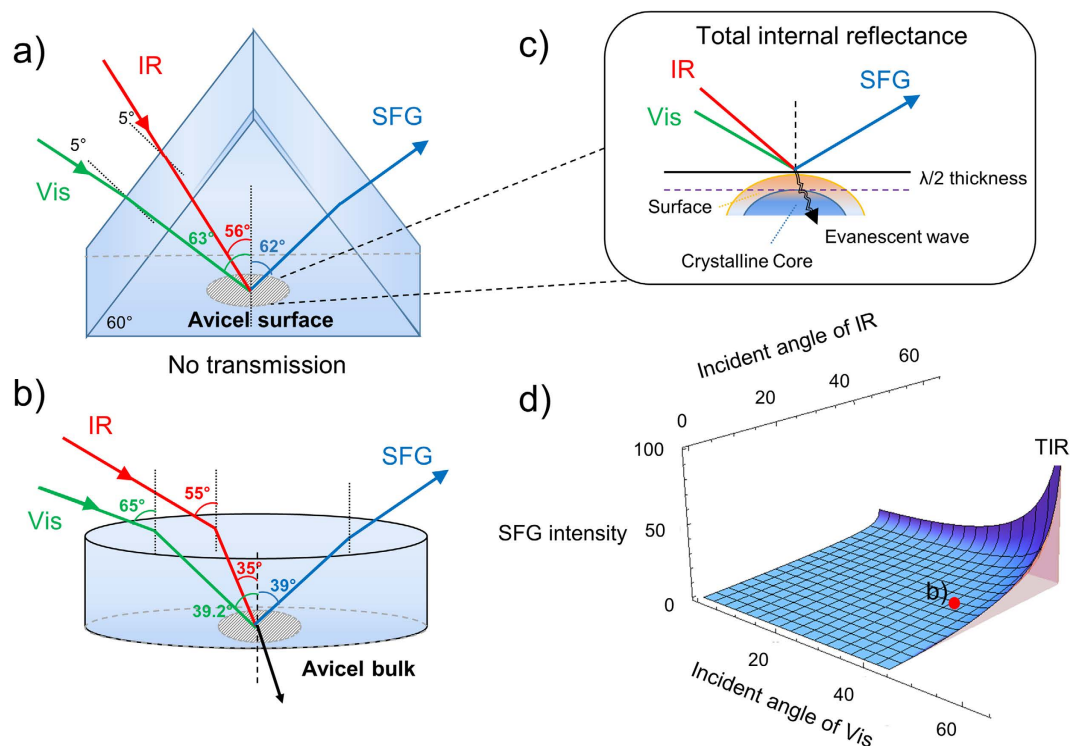 a)
IR
5°
SFG
5°
Vis
63°
56°
62°
Avicel surface
60°
No transmission
c)
Total internal reflectance
IR
SFG
Vis
λ/2 thickness
Surface
Evanescent wave
Crystalline Core
b)
IR
SFG
55°
65°
Vis
35°
39°
39.2°
Avicel bulk
d)
Incident angle of IR
0
20
40
60
100
TIR
50
SFG intensity
0
b)
20
40
60
Incident angle of Vis